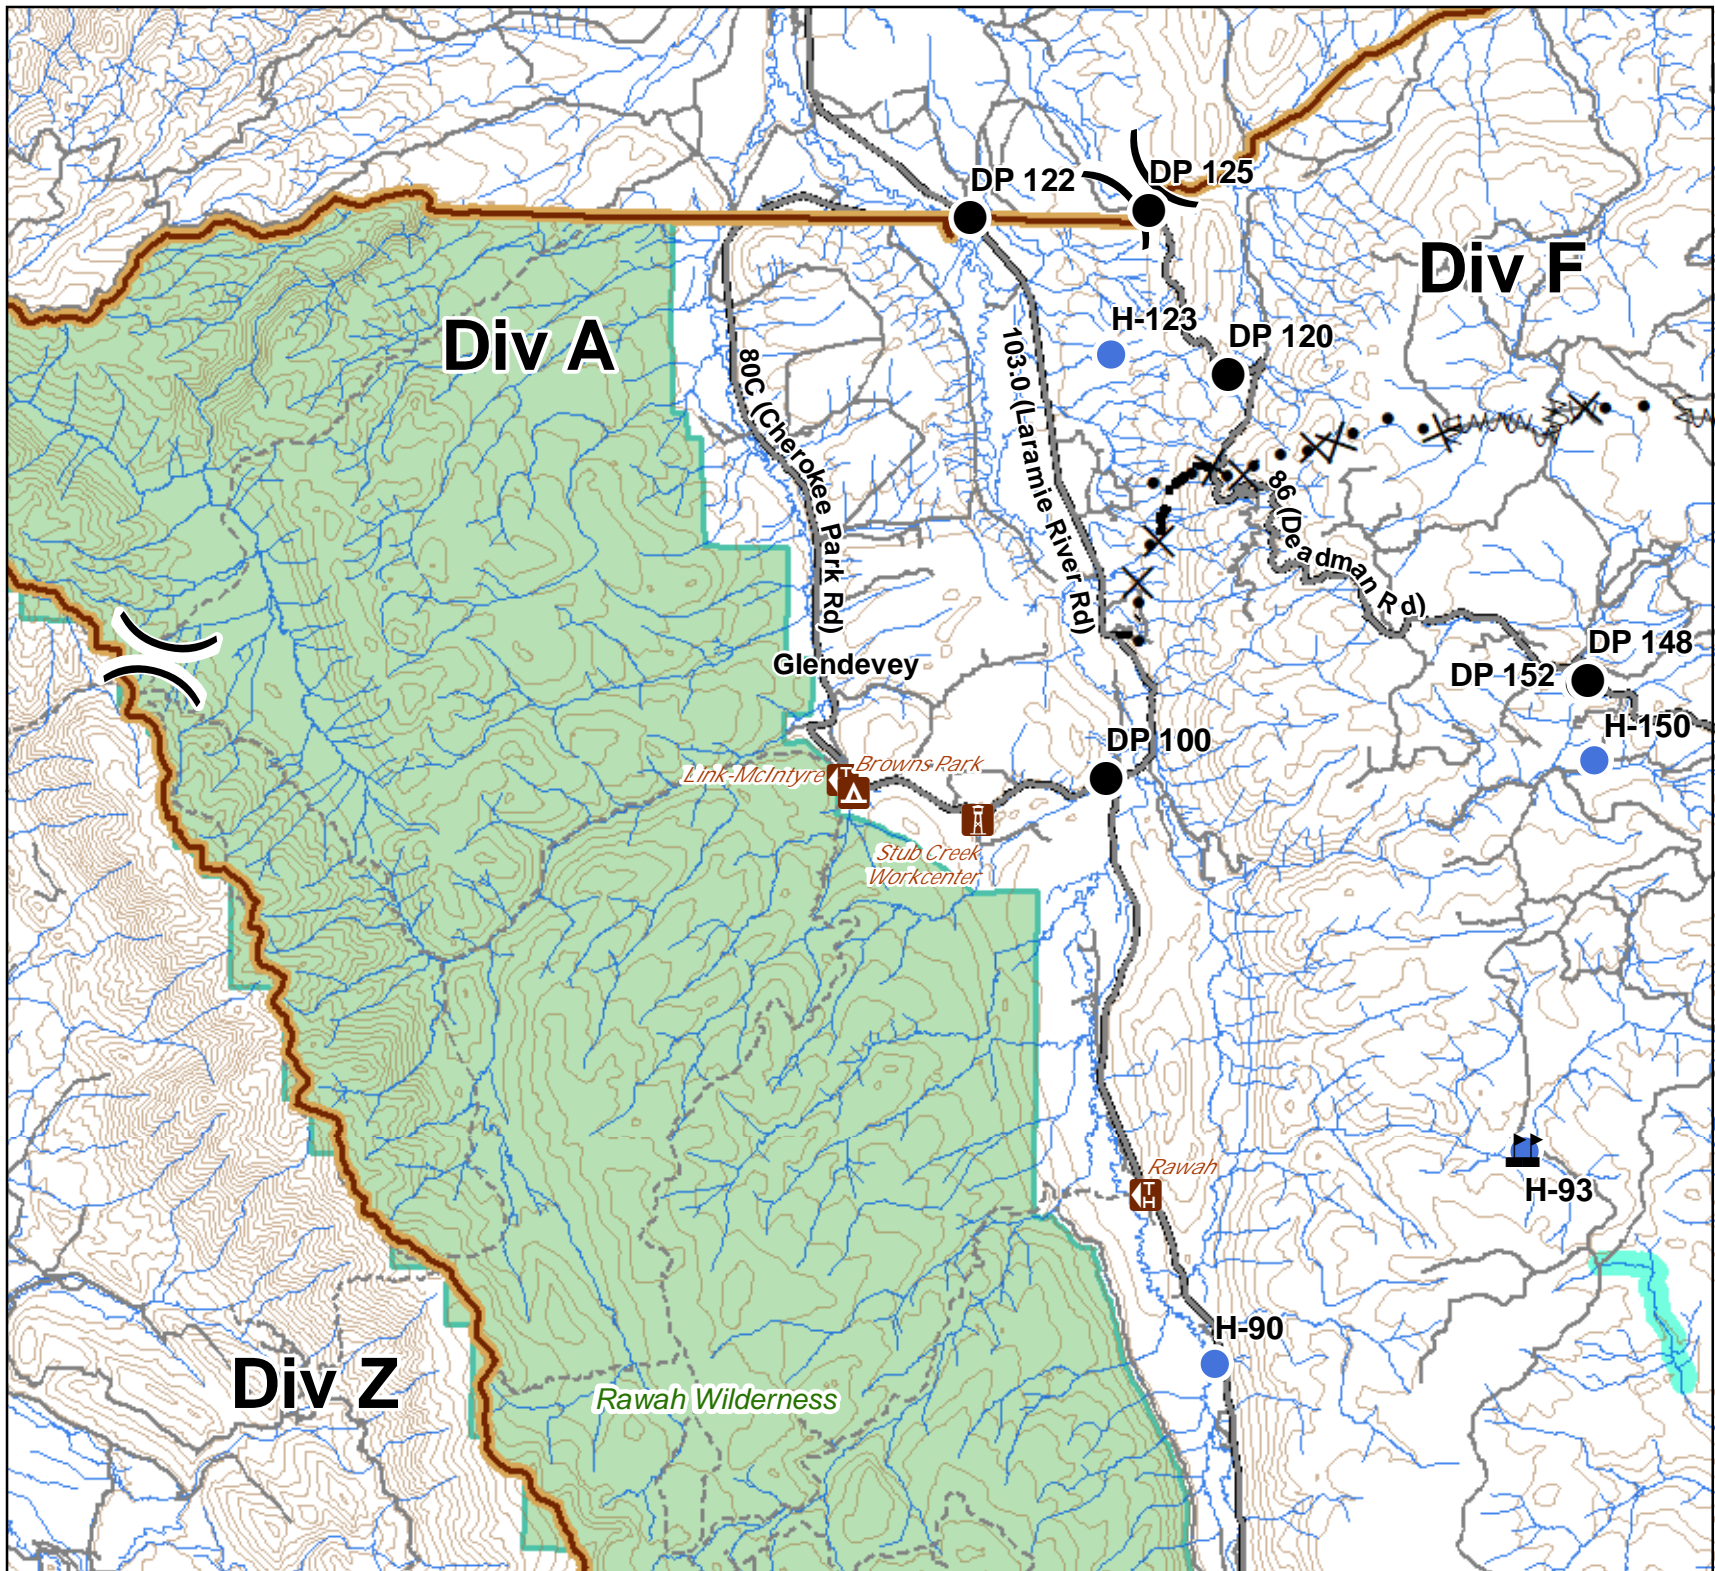 DP 122
DP 125
Div F
H-123
DP 120
Div A
80C (Cherokee Park Rd)
103.0 (Laramie River Rd)
86 (Deadman Rd)
DP 148
Glendevey
DP 152
H-150
DP 100
Browns Park
Link-McIntyre
Stub Creek
Workcenter
Rawah
TH
H-93
H-90
Div Z
Rawah Wilderness